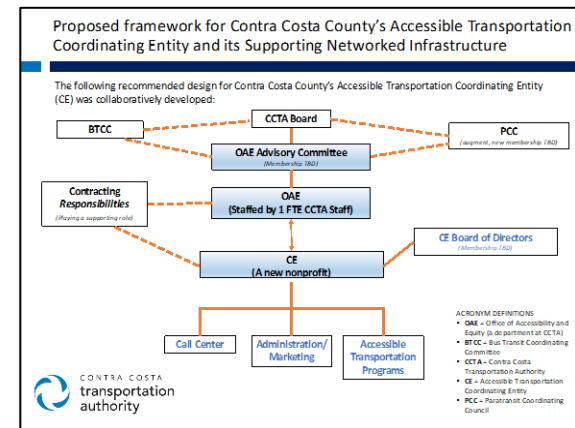 Proposed framework for Contra Costa County's Accessible Transportation
Coordinating Entity and its Supporting Networked Infrastructure
The following recommended design for Contra Costa County's Accessible Transportation Coordinating Entity
(CE) was collaboratively developed:
CCTA Board
BTCC
PCC
(augment, new membership TBD)
OAE Advisory Committee
(Membership TBD)
Contracting
Responsibilities
(Playing a supporting role)
OAE
(Staffed by 1 FTE CCTA Staff)
CE Board of Directors
(Membership TBD)
CE
(A new nonprofit)
Call Center
Administration/
Marketing
Accessible
Transportation
Programs
ACRONYM DEFINITIONS
• OAE = Office of Accessibility and
Equity (a department at CCTA)
• BTCC = Bus Transit Coordinating
Committee
• CCTA = Contra Costa
Transportation Authority
• CE = Accessible Transportation
Coordinating Entity
• PCC = Paratransit Coordinating
Council
CONTRA COSTA
transportation
authority